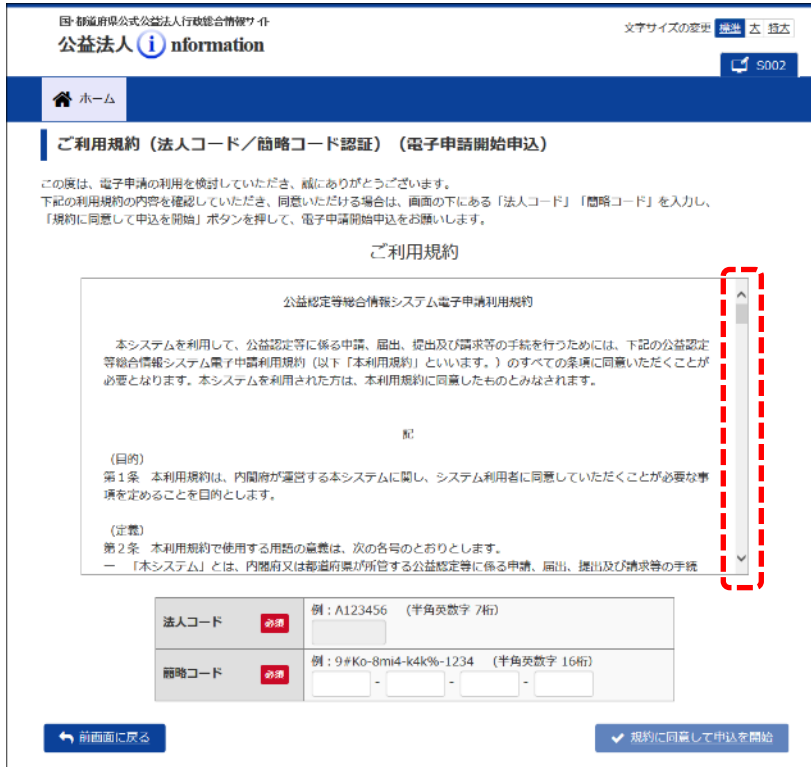 国・都道府県公式公益法人行政総合情報サイト
公益法人 information
文字サイズの変更 標準 大 特大
S002
ホーム
ご利用規約（法人コード／簡略コード認証）（電子申請開始申込）
この度は、電子申請の利用を検討していただき、誠にありがとうございます。
下記の利用規約の内容を確認していただき、同意いただける場合は、画面の下にある「法人コード」「簡略コード」を入力し、
「規約に同意して申込を開始」ボタンを押して、電子申請開始申込をお願いします。
ご利用規約
公益認定等総合情報システム電子申請利用規約
本システムを利用して、公益認定等に係る申請、届出、提出及び請求等の手続を行うためには、下記の公益認定
等総合情報システム電子申請利用規約（以下「本利用規約」といいます。）のすべての条項に同意いただくことが
必要となります。本システムを利用された方は、本利用規約に同意したものとみなされます。
記
（目的）
第１条　本利用規約は、内閣府が運営する本システムに関し、システム利用者に同意していただくことが必要な事
項を定めることを目的とします。
（定義）
第２条　本利用規約で使用する用語の意義は、次の各号のとおりとします。
一　「本システム」とは、内閣府又は都道府県が所管する公益認定等に係る申請、届出、提出及び請求等の手続
法人コード 必須 例：A123456　（半角英数字 7桁）
簡略コード 必須 例：9#Ko-8mi4-k4k%-1234　（半角英数字 16桁）
- - -
前画面に戻る
規約に同意して申込を開始